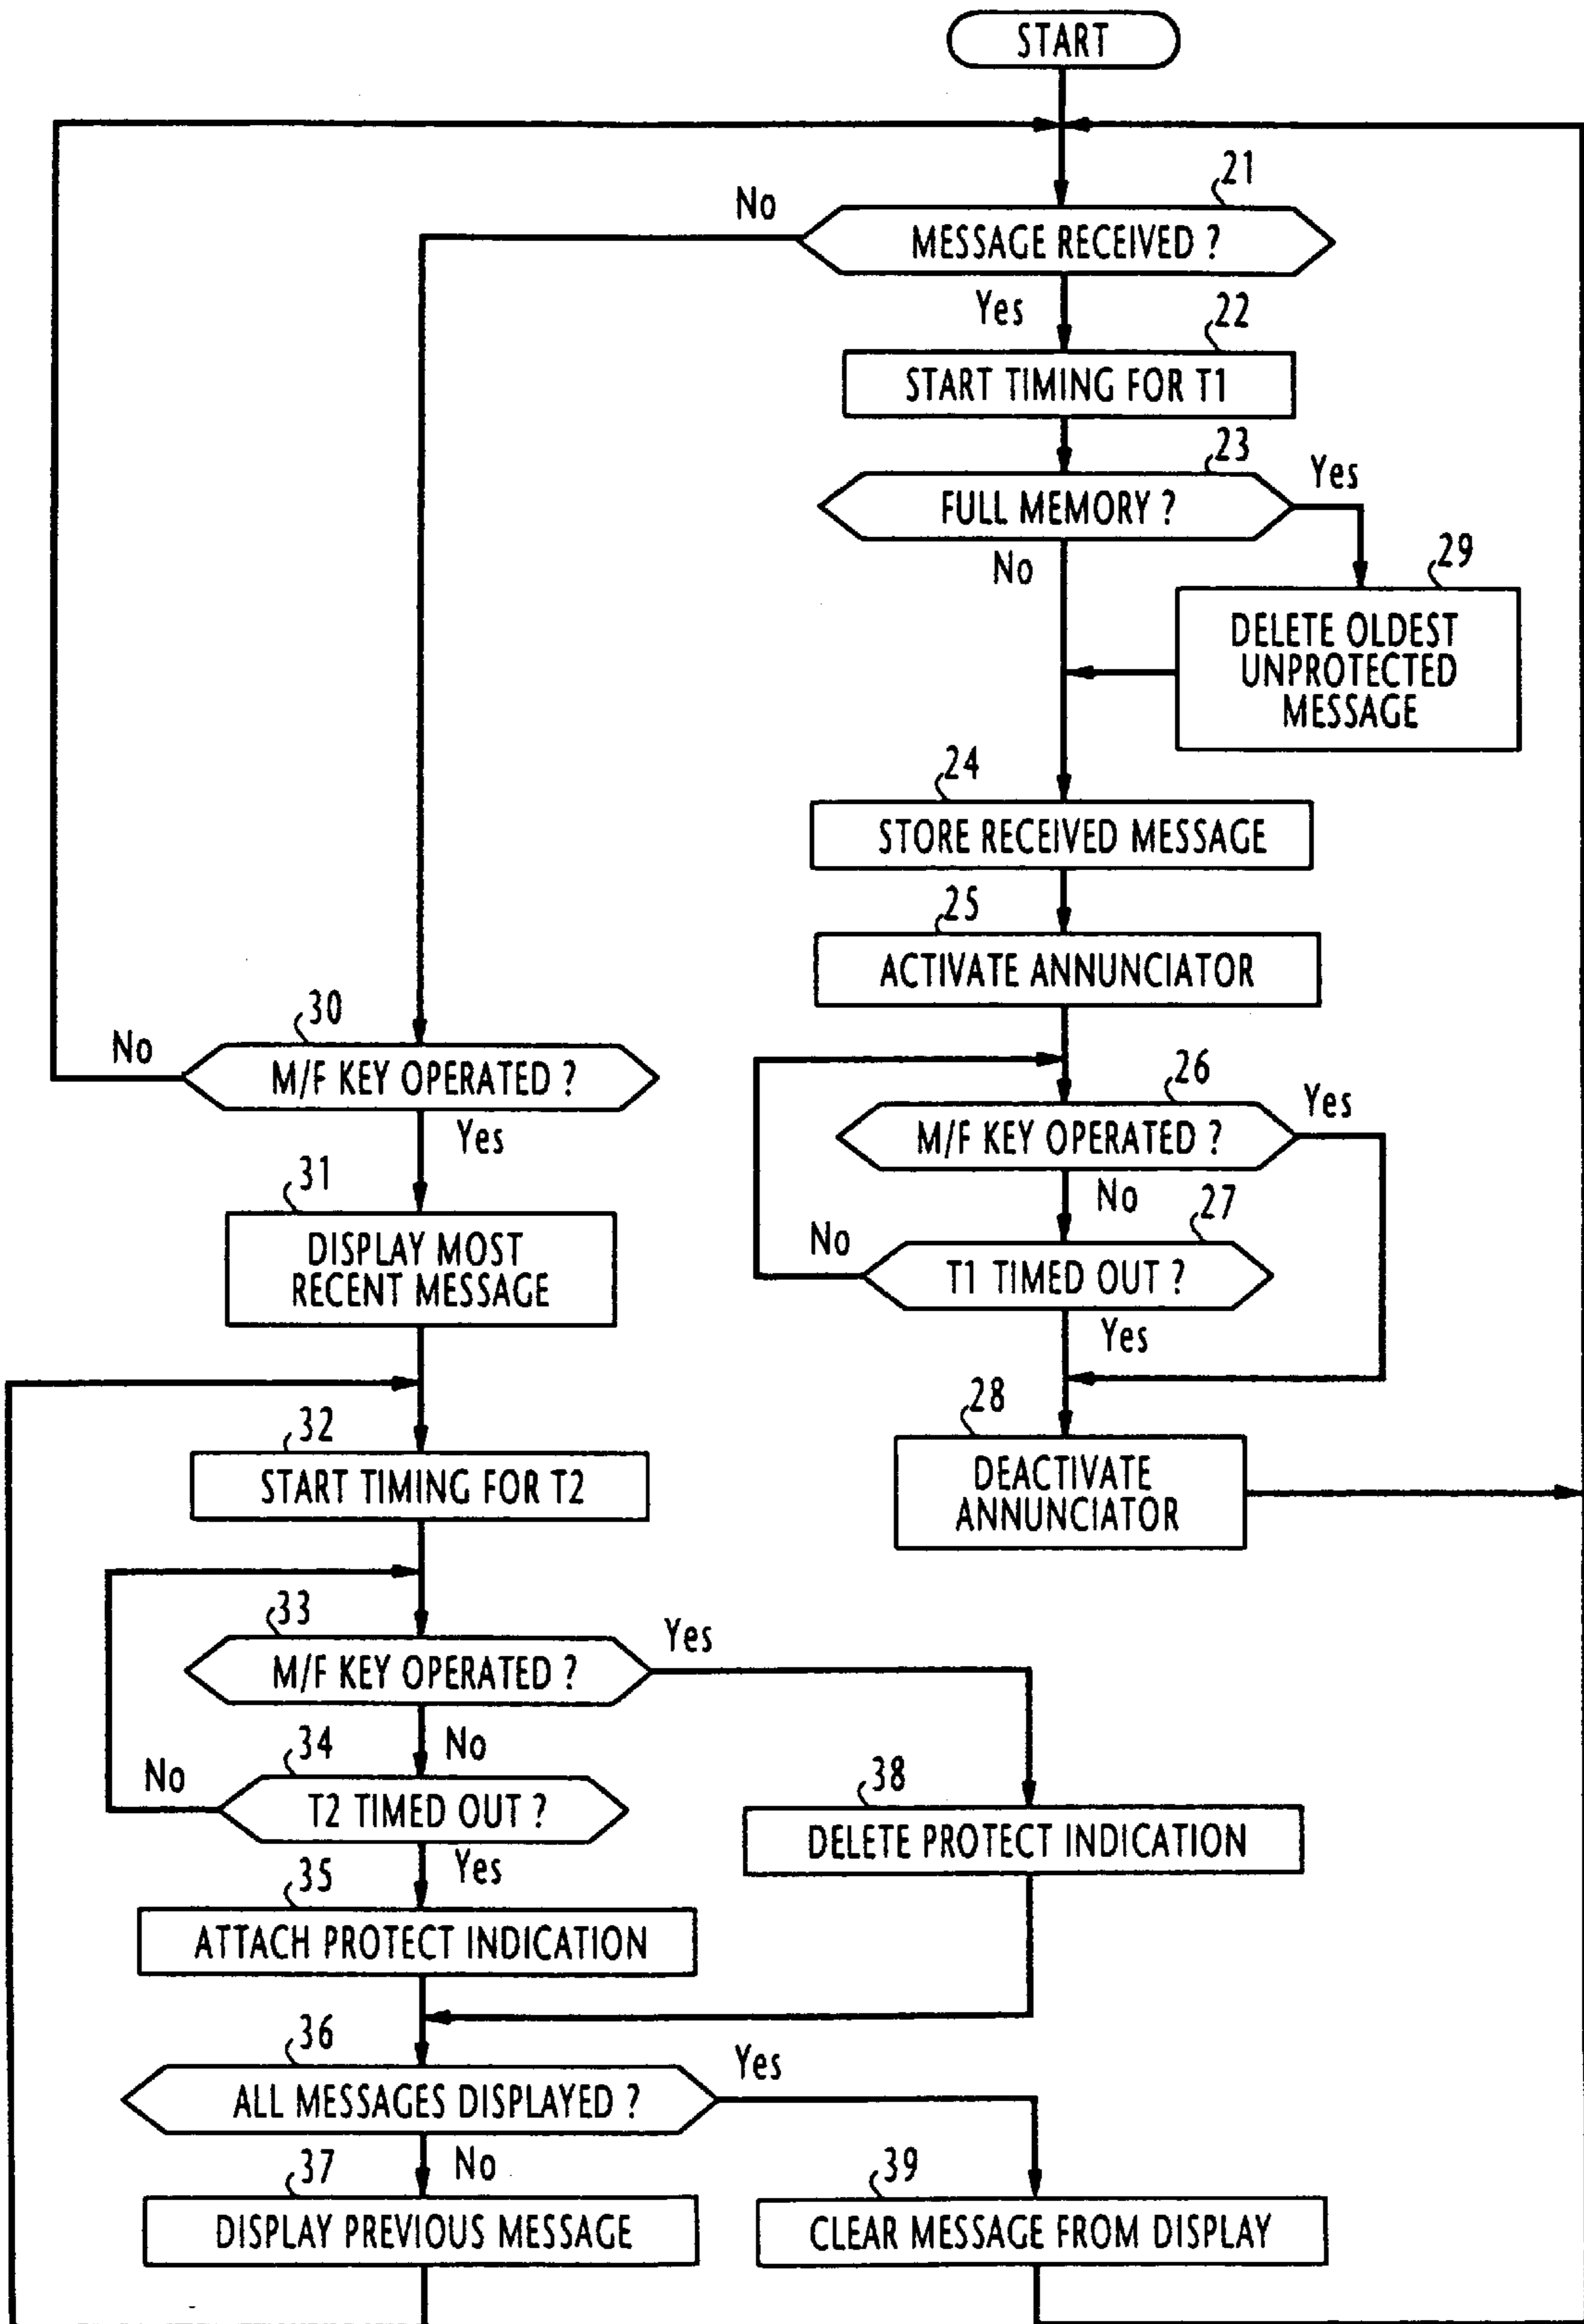 START
21
No
MESSAGE RECEIVED ?
Yes
22
START TIMING FOR T1
23
Yes
FULL MEMORY ?
No
29
DELETE OLDEST
UNPROTECTED
MESSAGE
24
STORE RECEIVED MESSAGE
25
ACTIVATE ANNUNCIATOR
26
M/F KEY OPERATED ?
Yes
No
27
No
T1 TIMED OUT ?
Yes
28
DEACTIVATE
ANNUNCIATOR
30
No
M/F KEY OPERATED ?
Yes
31
DISPLAY MOST
RECENT MESSAGE
32
START TIMING FOR T2
33
Yes
M/F KEY OPERATED ?
No
34
No
T2 TIMED OUT ?
Yes
38
DELETE PROTECT INDICATION
35
ATTACH PROTECT INDICATION
36
Yes
ALL MESSAGES DISPLAYED ?
No
37
DISPLAY PREVIOUS MESSAGE
39
CLEAR MESSAGE FROM DISPLAY